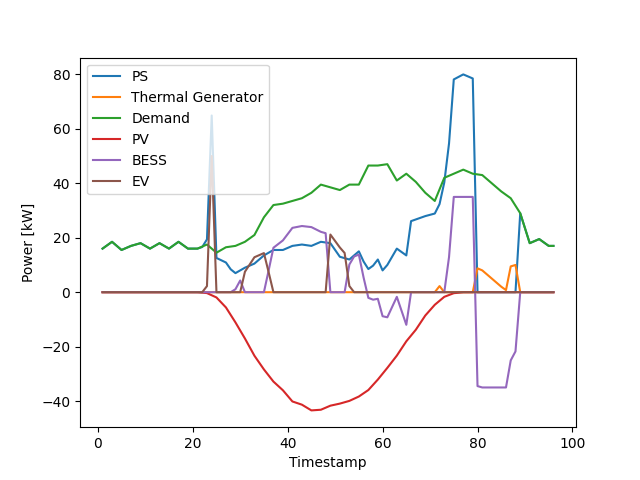 PS
Thermal Generator
Demand
PV
BESS
EV
Power [kW]
80
60
40
20
0
−20
−40
0 20 40 60 80 100
Timestamp